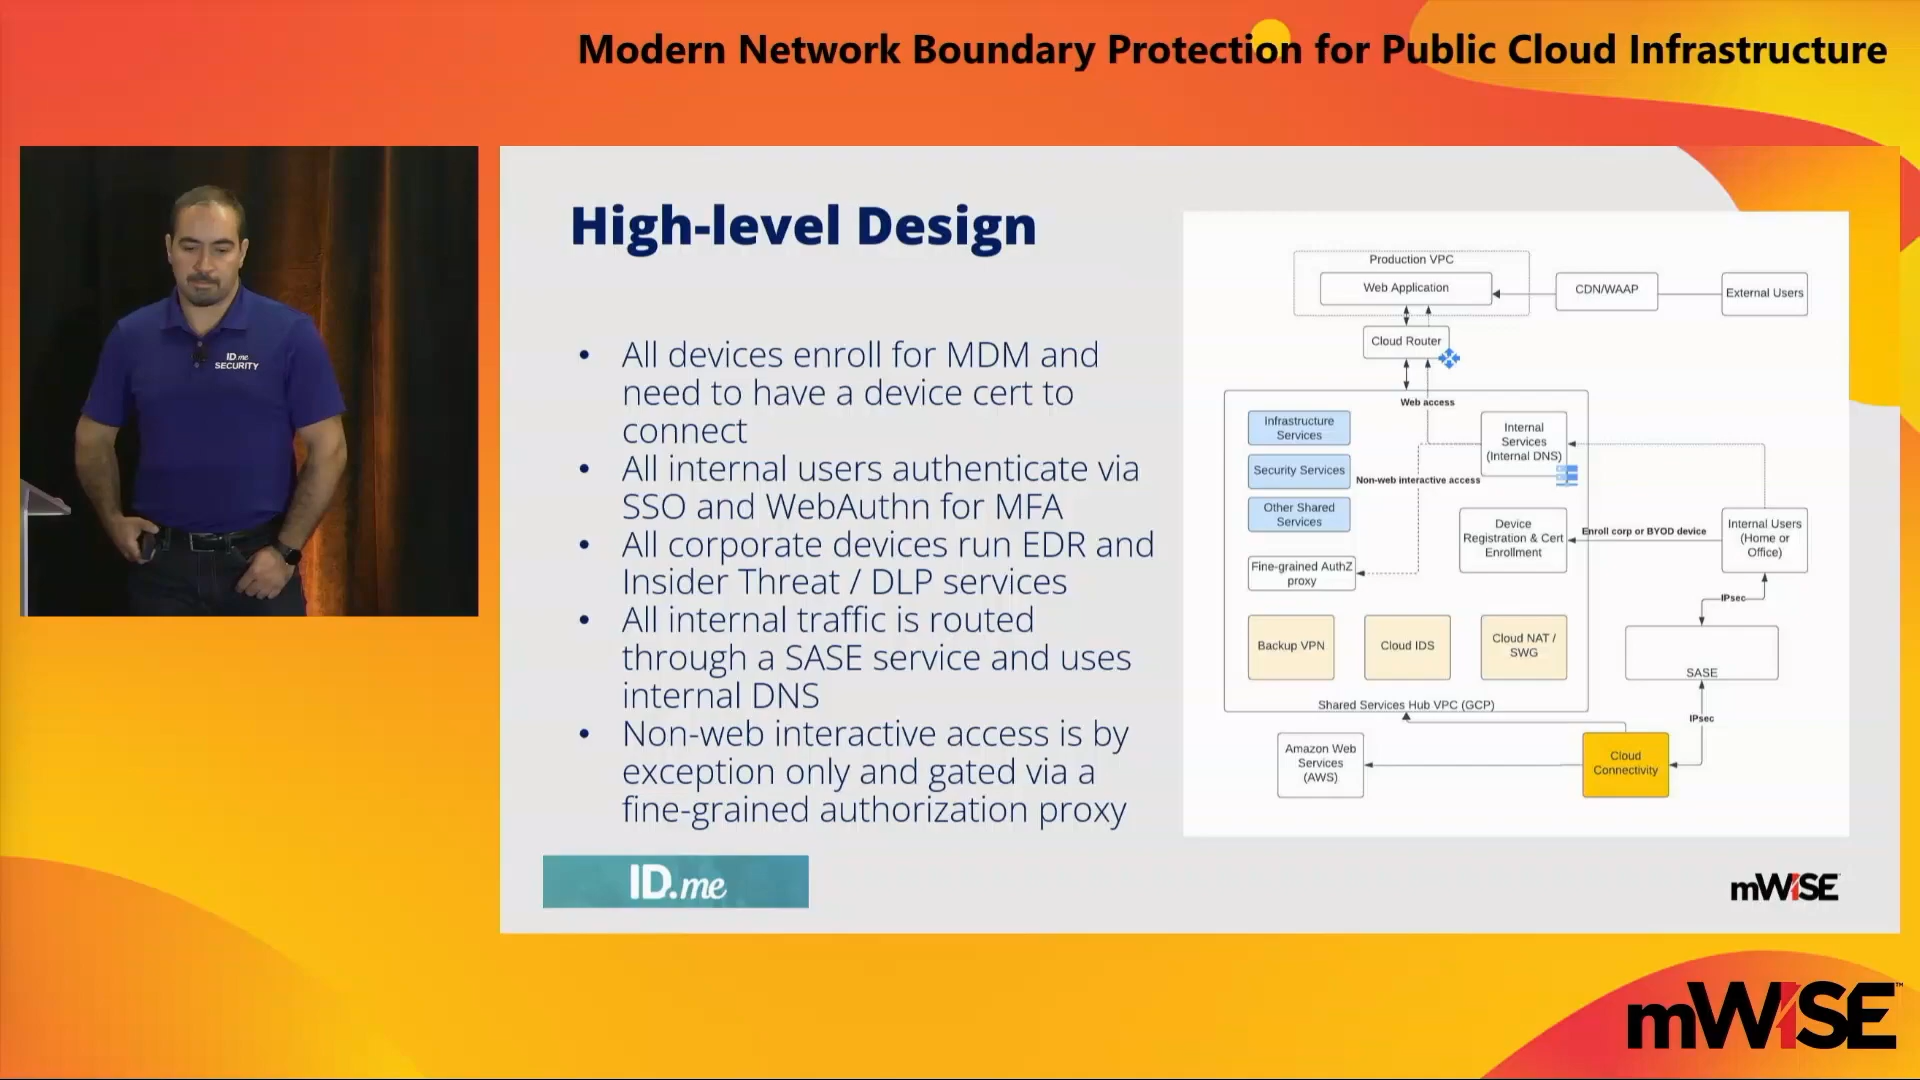 Modern Network Boundary Protection for Public Cloud Infrastructure
ID.me
SECURITY
High-level Design
• All devices enroll for MDM and
need to have a device cert to
connect
• All internal users authenticate via
SSO and WebAuthn for MFA
• All corporate devices run EDR and
Insider Threat / DLP services
• All internal traffic is routed
through a SASE service and uses
internal DNS
• Non-web interactive access is by
exception only and gated via a
fine-grained authorization proxy
Production VPC
Web Application
CDN/WAAP
External Users
Cloud Router
Web access
Infrastructure
Services
Internal
Services
(Internal DNS)
Security Services
Non-web interactive access
Other Shared
Services
Device
Registration & Cert
Enrollment
Enroll corp or BYOD device
Internal Users
(Home or
Office)
Fine-grained AuthZ
proxy
IPsec
Backup VPN
Cloud IDS
Cloud NAT /
SWG
SASE
Shared Services Hub VPC (GCP)
IPsec
Amazon Web
Services
(AWS)
Cloud
Connectivity
ID.me
mWISE
mWISE™